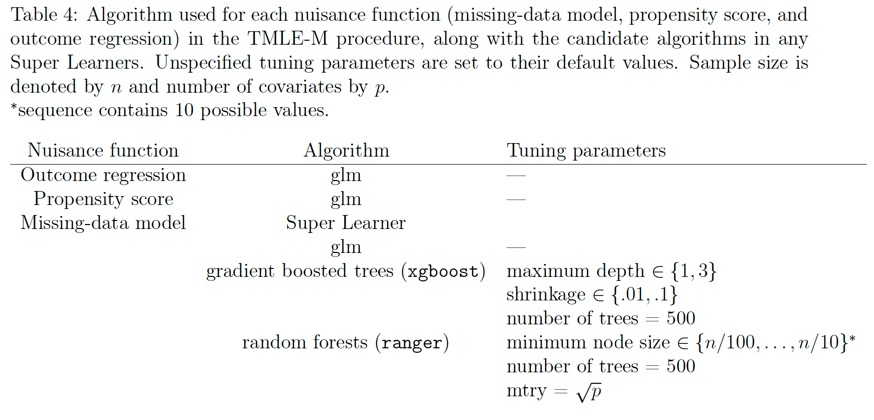 Table 4: Algorithm used for each nuisance function (missing-data model, propensity score, and
outcome regression) in the TMLE-M procedure, along with the candidate algorithms in any
Super Learners. Unspecified tuning parameters are set to their default values. Sample size is
denoted by n and number of covariates by p.
*sequence contains 10 possible values.
Nuisance function Algorithm Tuning parameters
Outcome regression glm —
Propensity score glm —
Missing-data model Super Learner
glm —
gradient boosted trees (xgboost) maximum depth ∈ {1, 3}
shrinkage ∈ {.01, .1}
number of trees = 500
random forests (ranger) minimum node size ∈ {n/100, . . . , n/10}*
number of trees = 500
mtry = √p